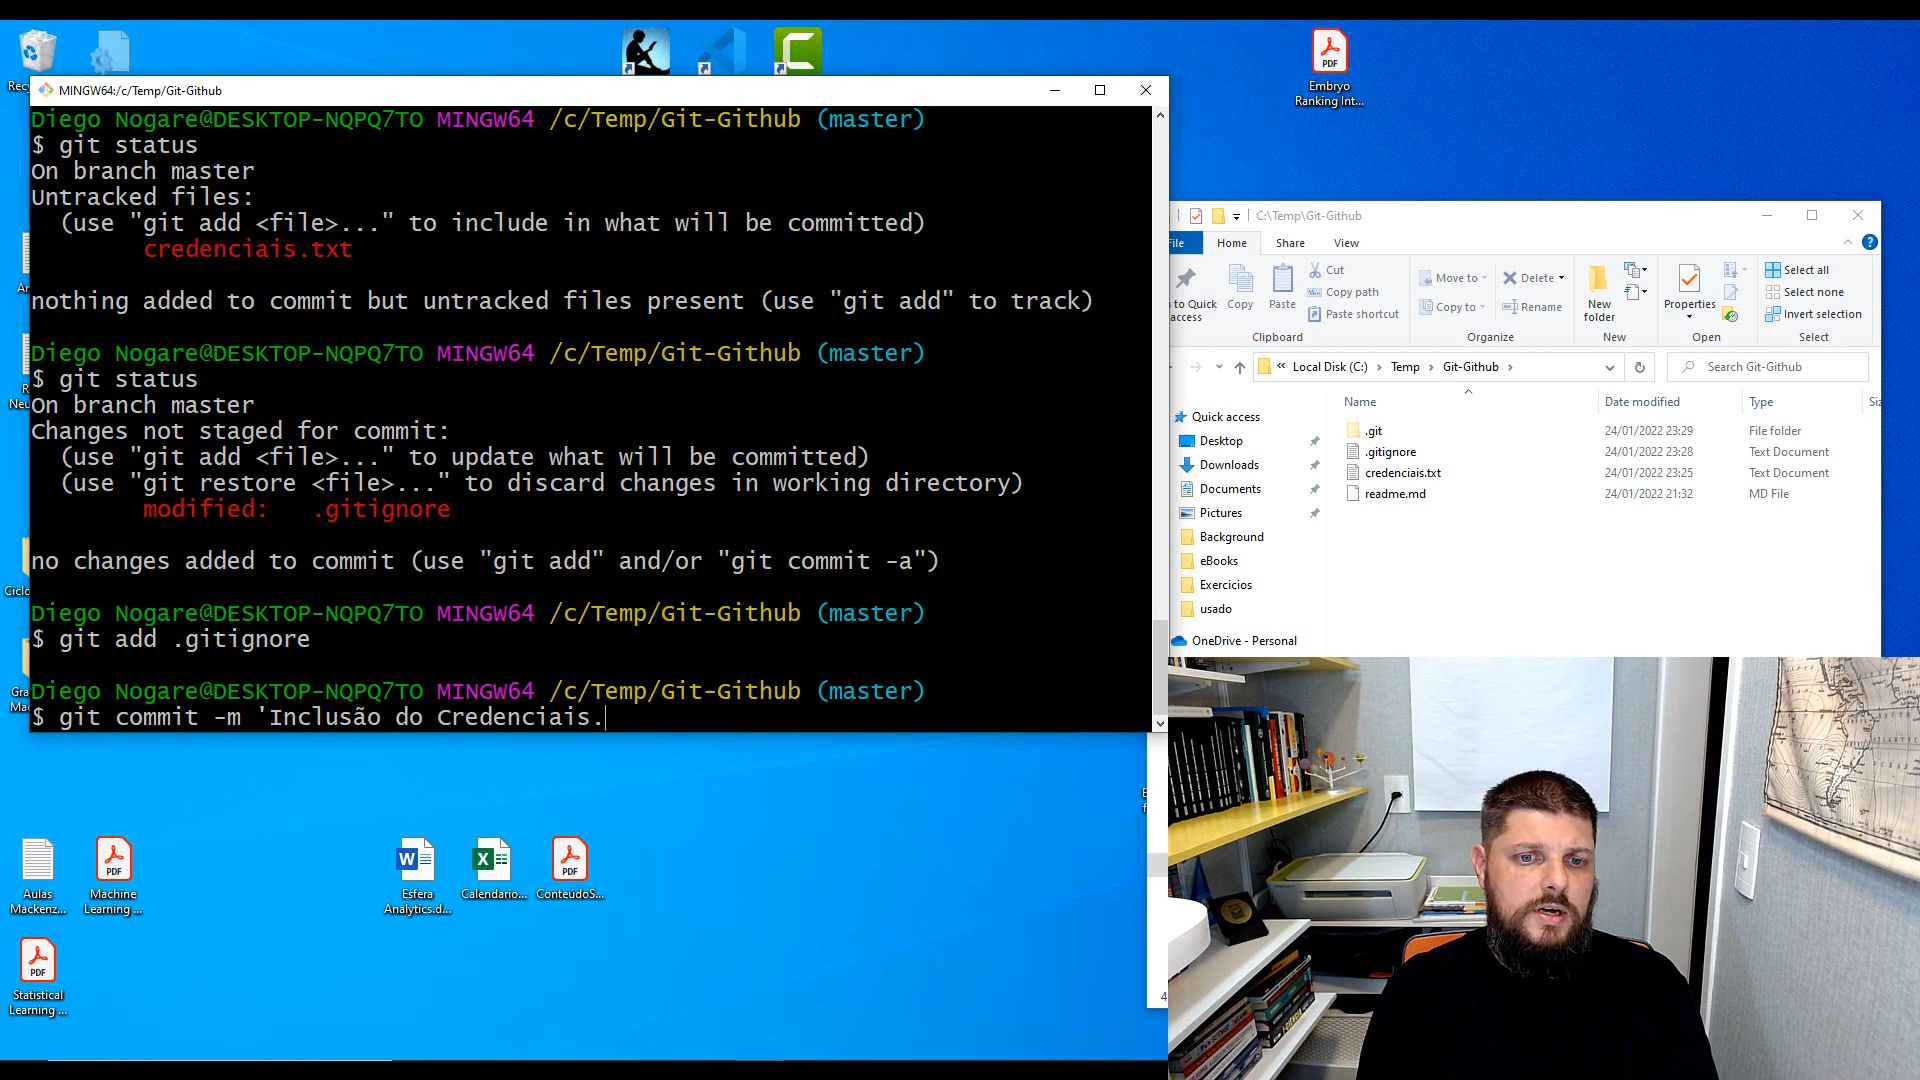 MINGW64:/c/Temp/Git-Github
Diego Nogare@DESKTOP-NQPQ7TO MINGW64 /c/Temp/Git-Github (master)
$ git status
On branch master
Untracked files:
(use "git add <file>..." to include in what will be committed)
credenciais.txt
nothing added to commit but untracked files present (use "git add" to track)
Diego Nogare@DESKTOP-NQPQ7TO MINGW64 /c/Temp/Git-Github (master)
$ git status
On branch master
Changes not staged for commit:
(use "git add <file>..." to update what will be committed)
(use "git restore <file>..." to discard changes in working directory)
modified: .gitignore
no changes added to commit (use "git add" and/or "git commit -a")
Diego Nogare@DESKTOP-NQPQ7TO MINGW64 /c/Temp/Git-Github (master)
$ git add .gitignore
Diego Nogare@DESKTOP-NQPQ7TO MINGW64 /c/Temp/Git-Github (master)
$ git commit -m 'Inclusão do Credenciais.
PDF
Embryo
Ranking Int...
C:\Temp\Git-Github
File Home Share View
Cut
Copy path
Paste shortcut
Copy
Paste
to Quick
access
Move to
Copy to
Delete
Rename
New
folder
Properties
Select all
Select none
Invert selection
Clipboard Organize New Open Select
« Local Disk (C:) › Temp › Git-Github ›
Search Git-Github
Name Date modified Type
.git 24/01/2022 23:29 File folder
.gitignore 24/01/2022 23:28 Text Document
credenciais.txt 24/01/2022 23:25 Text Document
readme.md 24/01/2022 21:32 MD File
Quick access
Desktop
Downloads
Documents
Pictures
Background
eBooks
Exercicios
usado
OneDrive - Personal
Aulas
Mackenz...
PDF
Machine
Learning ...
Esfera
Analytics.d...
Calendario...
PDF
ConteúdoS...
PDF
Statistical
Learning ...